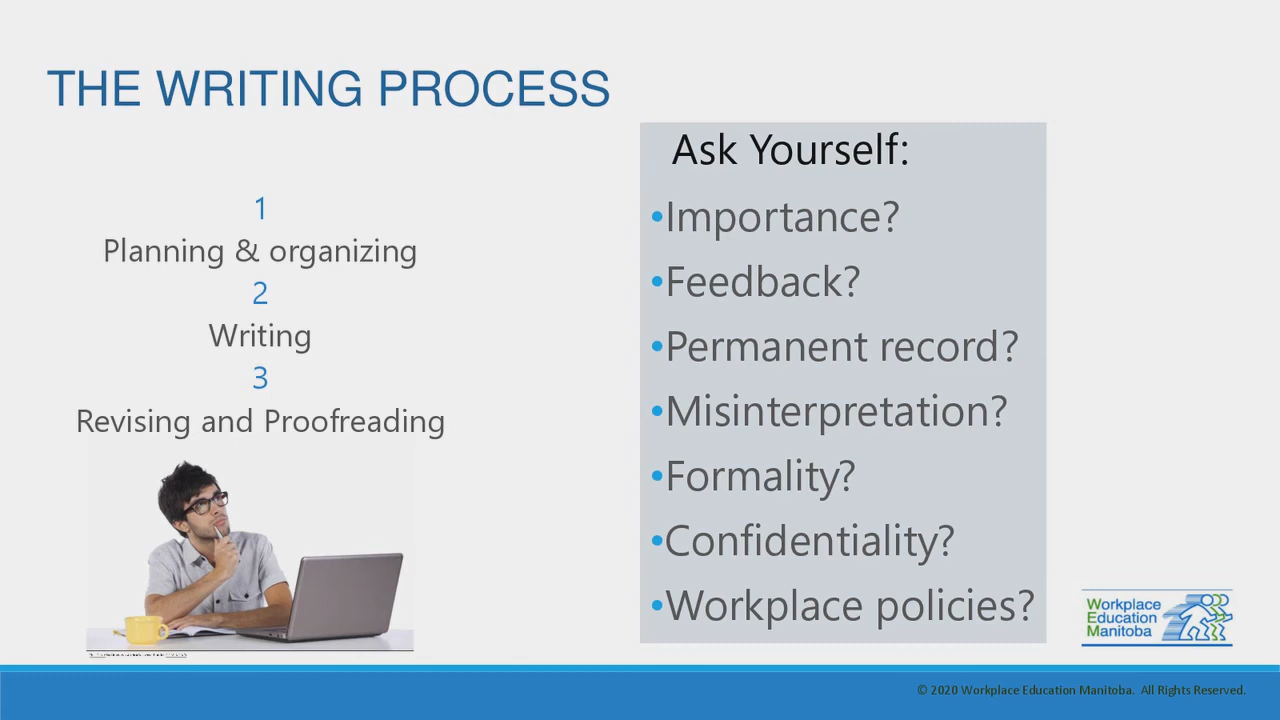 THE WRITING PROCESS
1
Planning & organizing
2
Writing
3
Revising and Proofreading
Ask Yourself:
•Importance?
•Feedback?
•Permanent record?
•Misinterpretation?
•Formality?
•Confidentiality?
•Workplace policies?
Workplace
Education
Manitoba
© 2020 Workplace Education Manitoba. All Rights Reserved.